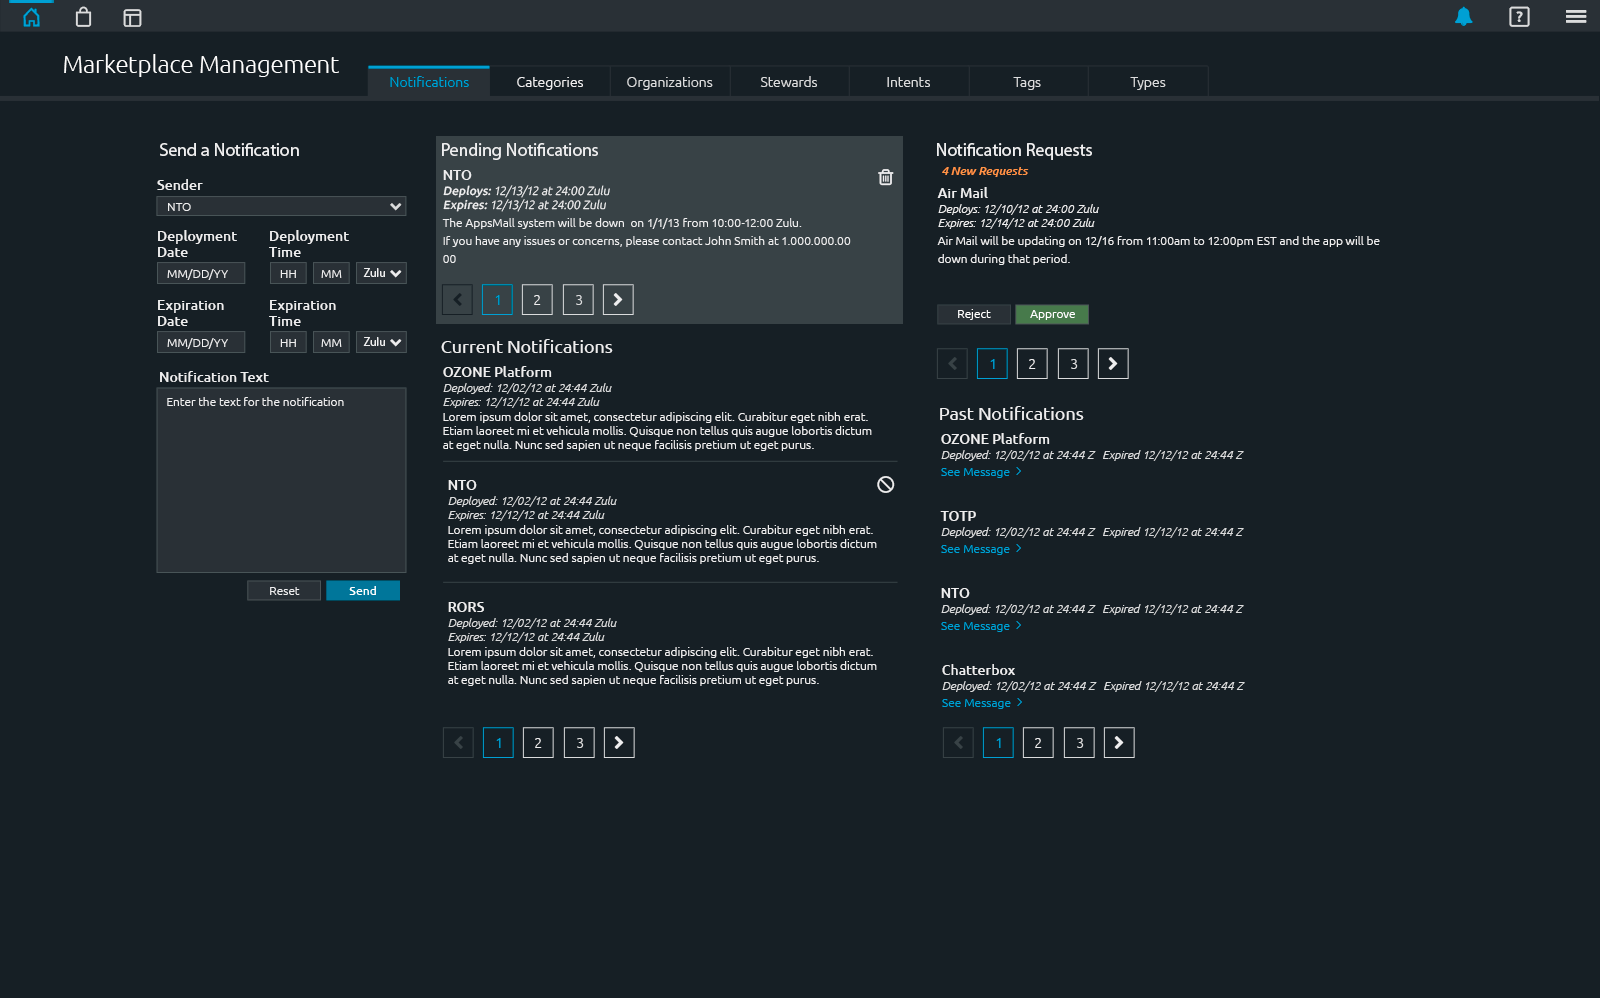 Marketplace Management
Notifications
Categories
Organizations
Stewards
Intents
Tags
Types
Send a Notification
Sender
NTO
Deployment Date
Deployment Time
MM/DD/YY
HH
MM
Zulu
Expiration Date
Expiration Time
MM/DD/YY
HH
MM
Zulu
Notification Text
Enter the text for the notification
Reset
Send
Pending Notifications
NTO
Deploys: 12/13/12 at 24:00 Zulu
Expires: 12/13/12 at 24:00 Zulu
The AppsMall system will be down  on 1/1/13 from 10:00-12:00 Zulu.
If you have any issues or concerns, please contact John Smith at 1.000.000.00
00
1
2
3
Current Notifications
OZONE Platform
Deployed: 12/02/12 at 24:44 Zulu
Expires: 12/12/12 at 24:44 Zulu
Lorem ipsum dolor sit amet, consectetur adipiscing elit. Curabitur eget nibh erat.
Etiam laoreet mi et vehicula mollis. Quisque non tellus quis augue lobortis dictum
at eget nulla. Nunc sed sapien ut neque facilisis pretium ut eget purus.
NTO
Deployed: 12/02/12 at 24:44 Zulu
Expires: 12/12/12 at 24:44 Zulu
Lorem ipsum dolor sit amet, consectetur adipiscing elit. Curabitur eget nibh erat.
Etiam laoreet mi et vehicula mollis. Quisque non tellus quis augue lobortis dictum
at eget nulla. Nunc sed sapien ut neque facilisis pretium ut eget purus.
RORS
Deployed: 12/02/12 at 24:44 Zulu
Expires: 12/12/12 at 24:44 Zulu
Lorem ipsum dolor sit amet, consectetur adipiscing elit. Curabitur eget nibh erat.
Etiam laoreet mi et vehicula mollis. Quisque non tellus quis augue lobortis dictum
at eget nulla. Nunc sed sapien ut neque facilisis pretium ut eget purus.
1
2
3
Notification Requests
4 New Requests
Air Mail
Deploys: 12/10/12 at 24:00 Zulu
Expires: 12/14/12 at 24:00 Zulu
Air Mail will be updating on 12/16 from 11:00am to 12:00pm EST and the app will be
down during that period.
Reject
Approve
1
2
3
Past Notifications
OZONE Platform
Deployed: 12/02/12 at 24:44 Z   Expired 12/12/12 at 24:44 Z
See Message
TOTP
Deployed: 12/02/12 at 24:44 Z   Expired 12/12/12 at 24:44 Z
See Message
NTO
Deployed: 12/02/12 at 24:44 Z   Expired 12/12/12 at 24:44 Z
See Message
Chatterbox
Deployed: 12/02/12 at 24:44 Z   Expired 12/12/12 at 24:44 Z
See Message
1
2
3